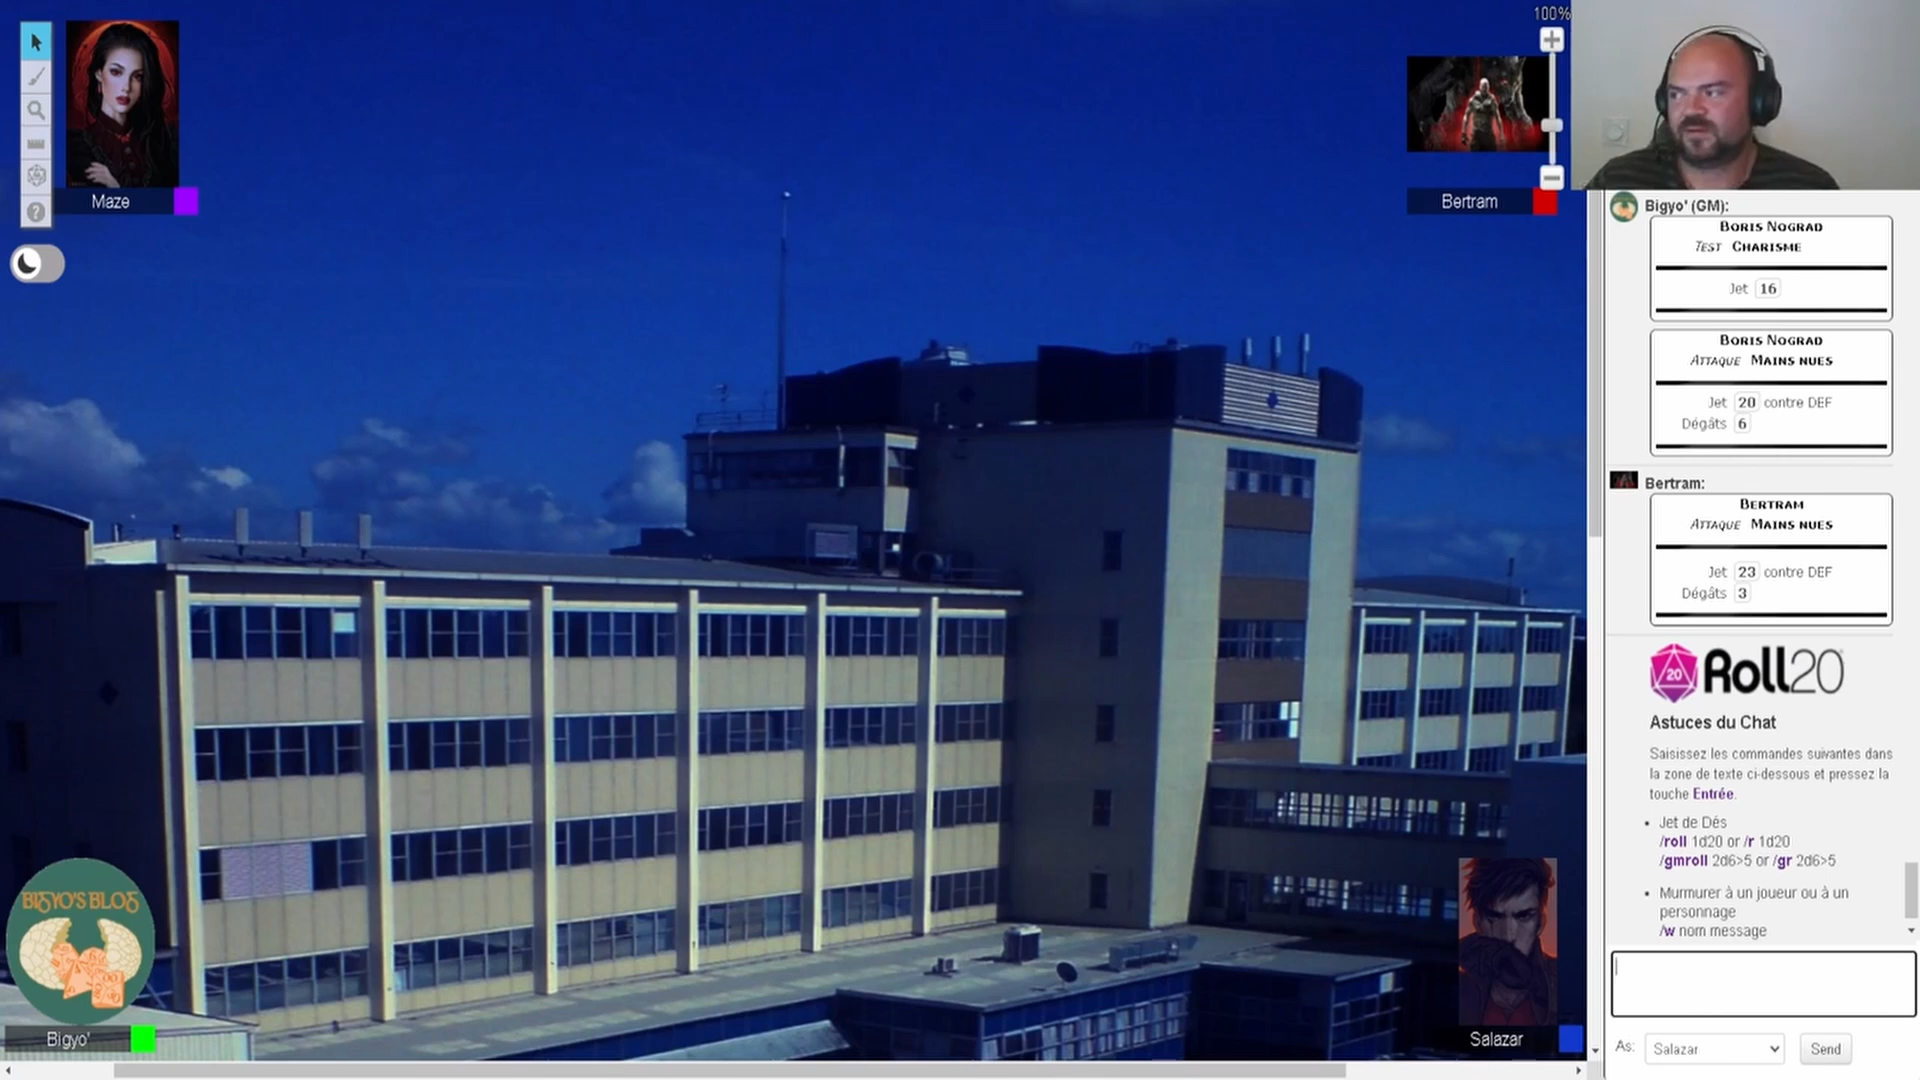 100%
Maze
Bertram
Bigyo' (GM):
BORIS NOGRAD
TEST CHARISME
Jet 16
BORIS NOGRAD
ATTAQUE MAINS NUES
Jet 20 contre DEF
Dégâts 6
Bertram:
BERTRAM
ATTAQUE MAINS NUES
Jet 23 contre DEF
Dégâts 3
20 Roll20
Astuces du Chat
Saisissez les commandes suivantes dans
la zone de texte ci-dessous et pressez la
touche Entrée.
• Jet de Dés
/roll 1d20 or /r 1d20
/gmroll 2d6>5 or /gr 2d6>5
• Murmurer à un joueur ou à un
personnage
/w nom message
BIGYO'S BLOG
Bigyo'
Salazar
As: Salazar Send